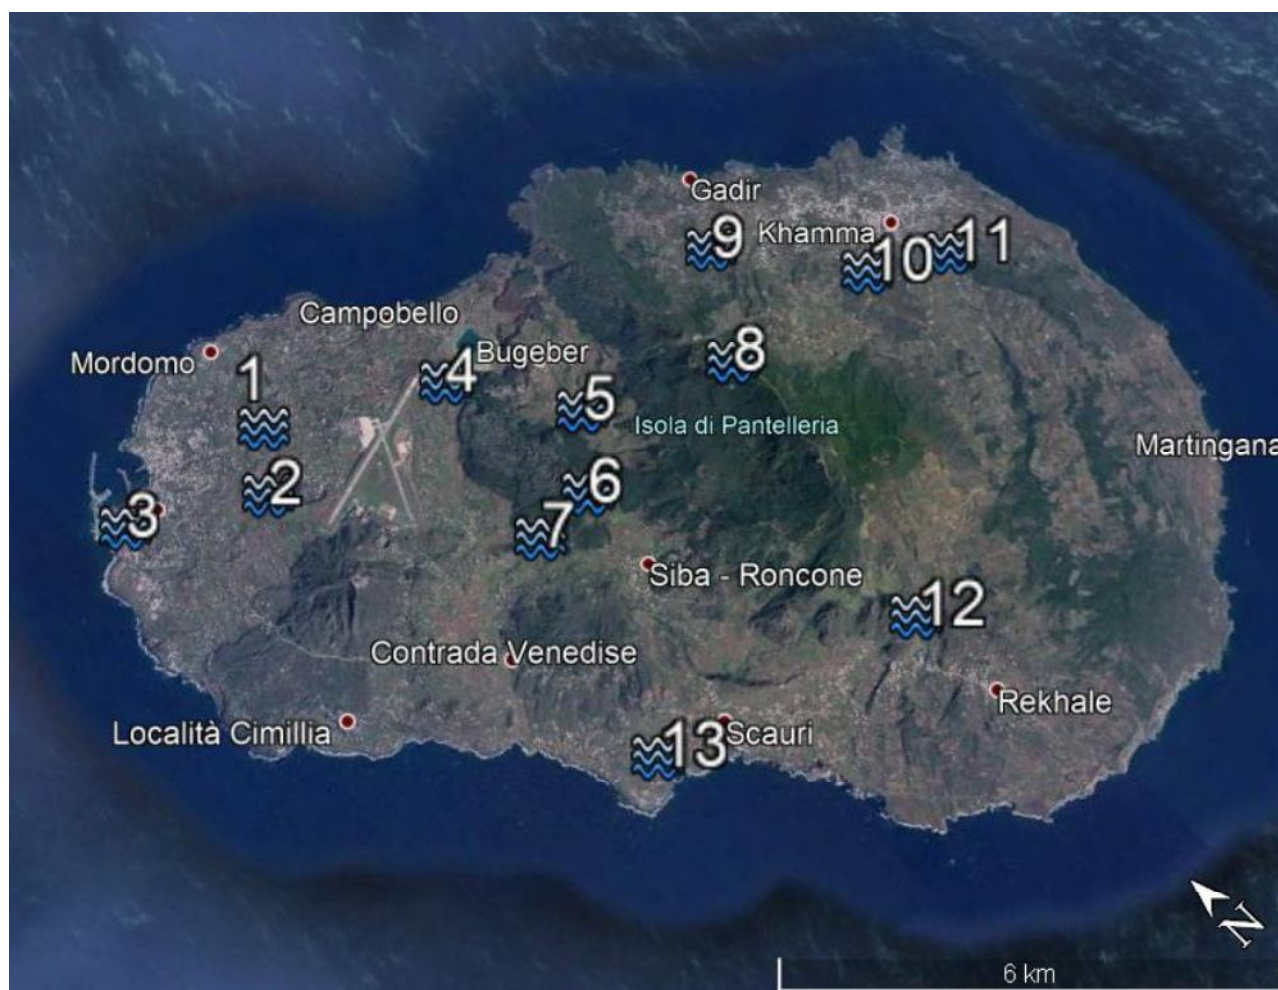 Gadir
9
Khamma
10
11
Campobello
Mordomo
1
4
Bugeber
8
5
Isola di Pantelleria
Martingana
2
3
6
7
Siba - Roncone
12
Contrada Venedise
Rekhale
Località Cimillia
13
Scauri
N
6 km